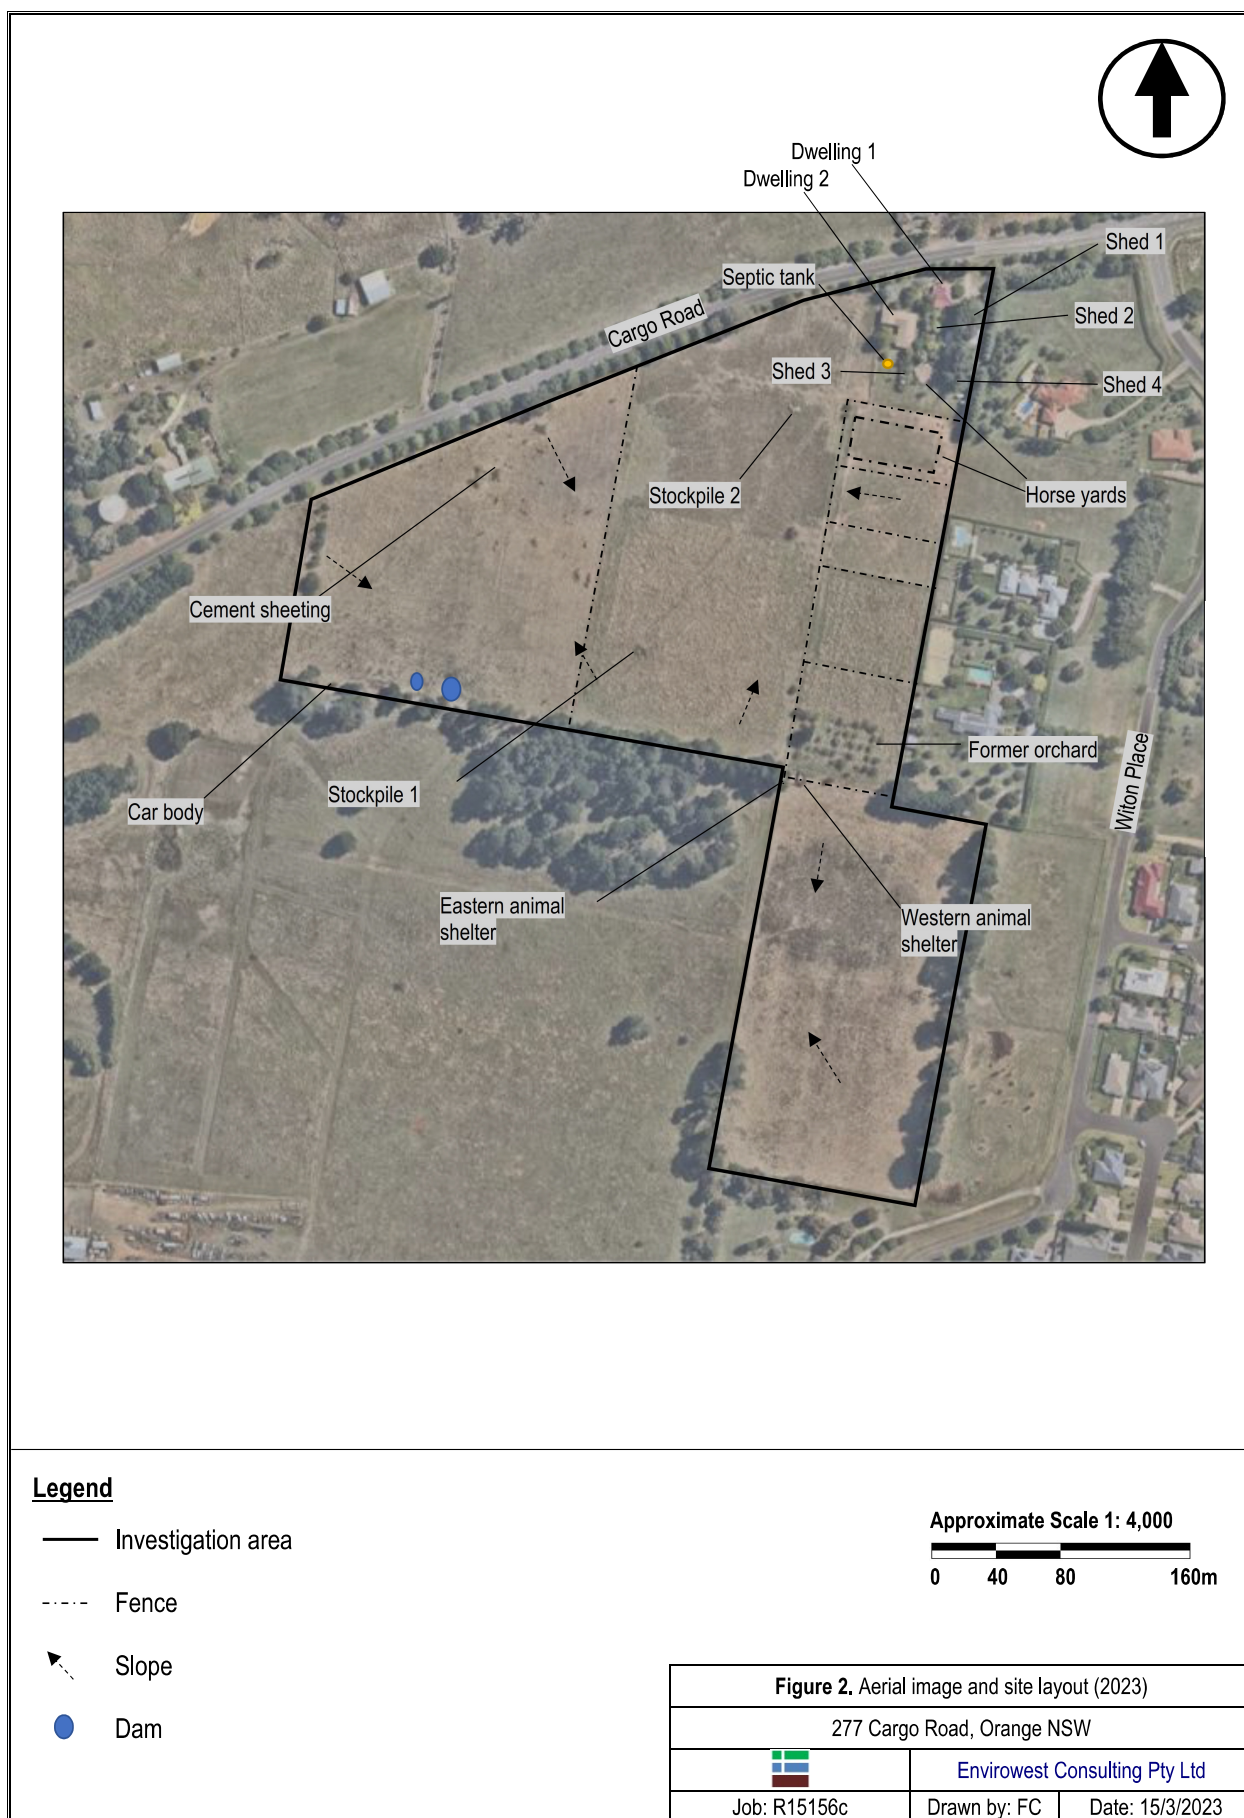 Dwelling 1
Dwelling 2
Shed 1
Septic tank
Cargo Road
Shed 2
Shed 3
Shed 4
Stockpile 2
Horse yards
Cement sheeting
Former orchard
Witon Place
Stockpile 1
Car body
Eastern animal
shelter
Western animal
shelter
Legend
Investigation area
Fence
Slope
Dam
Approximate Scale 1: 4,000
0 40 80 160m
Figure 2. Aerial image and site layout (2023)
277 Cargo Road, Orange NSW
Envirowest Consulting Pty Ltd
Job: R15156c Drawn by: FC Date: 15/3/2023